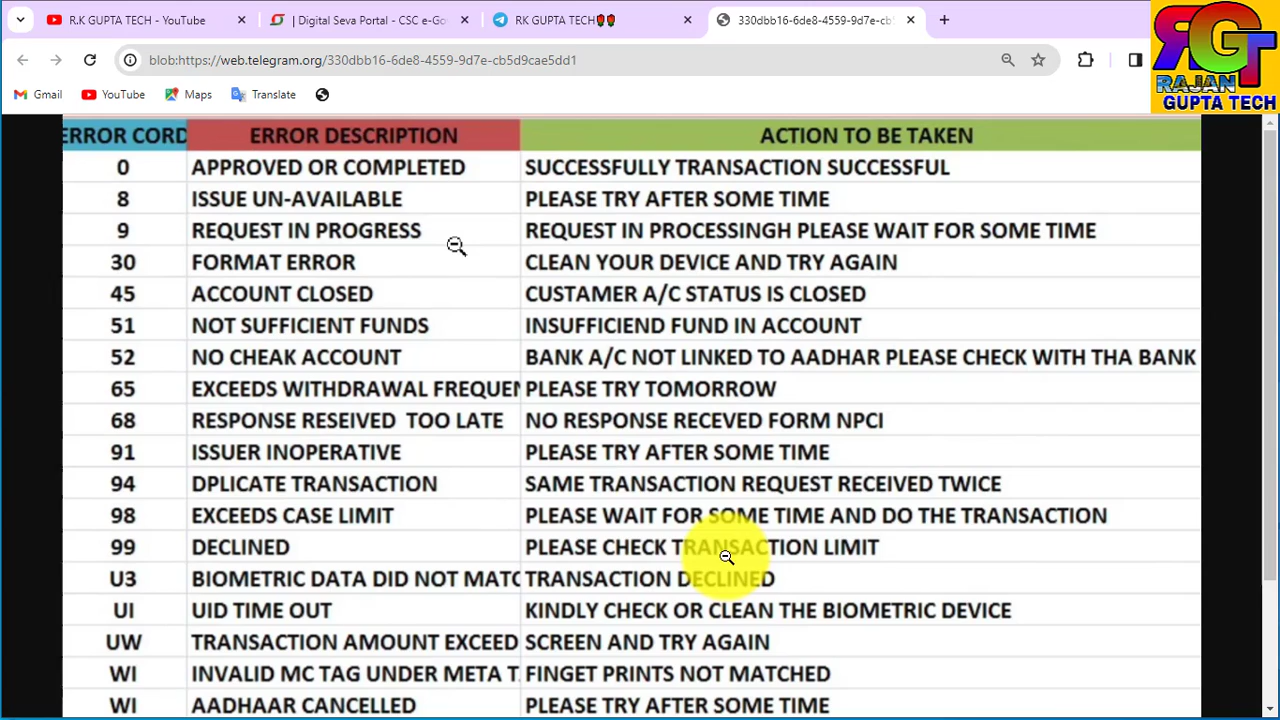 R.K GUPTA TECH - YouTube
| Digital Seva Portal - CSC e-Go
RK GUPTA TECH
330dbb16-6de8-4559-9d7e-cb5
blob:https://web.telegram.org/330dbb16-6de8-4559-9d7e-cb5d9cae5dd1
Gmail YouTube Maps Translate
RGT
RAJAN
GUPTA TECH
ERROR CORD ERROR DESCRIPTION ACTION TO BE TAKEN
0 APPROVED OR COMPLETED SUCCESSFULLY TRANSACTION SUCCESSFUL
8 ISSUE UN-AVAILABLE PLEASE TRY AFTER SOME TIME
9 REQUEST IN PROGRESS REQUEST IN PROCESSINGH PLEASE WAIT FOR SOME TIME
30 FORMAT ERROR CLEAN YOUR DEVICE AND TRY AGAIN
45 ACCOUNT CLOSED CUSTAMER A/C STATUS IS CLOSED
51 NOT SUFFICIENT FUNDS INSUFFICIEND FUND IN ACCOUNT
52 NO CHEAK ACCOUNT BANK A/C NOT LINKED TO AADHAR PLEASE CHECK WITH THA BANK
65 EXCEEDS WITHDRAWAL FREQUEN PLEASE TRY TOMORROW
68 RESPONSE RESEIVED TOO LATE NO RESPONSE RECEVED FORM NPCI
91 ISSUER INOPERATIVE PLEASE TRY AFTER SOME TIME
94 DPLICATE TRANSACTION SAME TRANSACTION REQUEST RECEIVED TWICE
98 EXCEEDS CASE LIMIT PLEASE WAIT FOR SOME TIME AND DO THE TRANSACTION
99 DECLINED PLEASE CHECK TRANSACTION LIMIT
U3 BIOMETRIC DATA DID NOT MATC TRANSACTION DECLINED
UI UID TIME OUT KINDLY CHECK OR CLEAN THE BIOMETRIC DEVICE
UW TRANSACTION AMOUNT EXCEED SCREEN AND TRY AGAIN
WI INVALID MC TAG UNDER META T FINGET PRINTS NOT MATCHED
WI AADHAAR CANCELLED PLEASE TRY AFTER SOME TIME